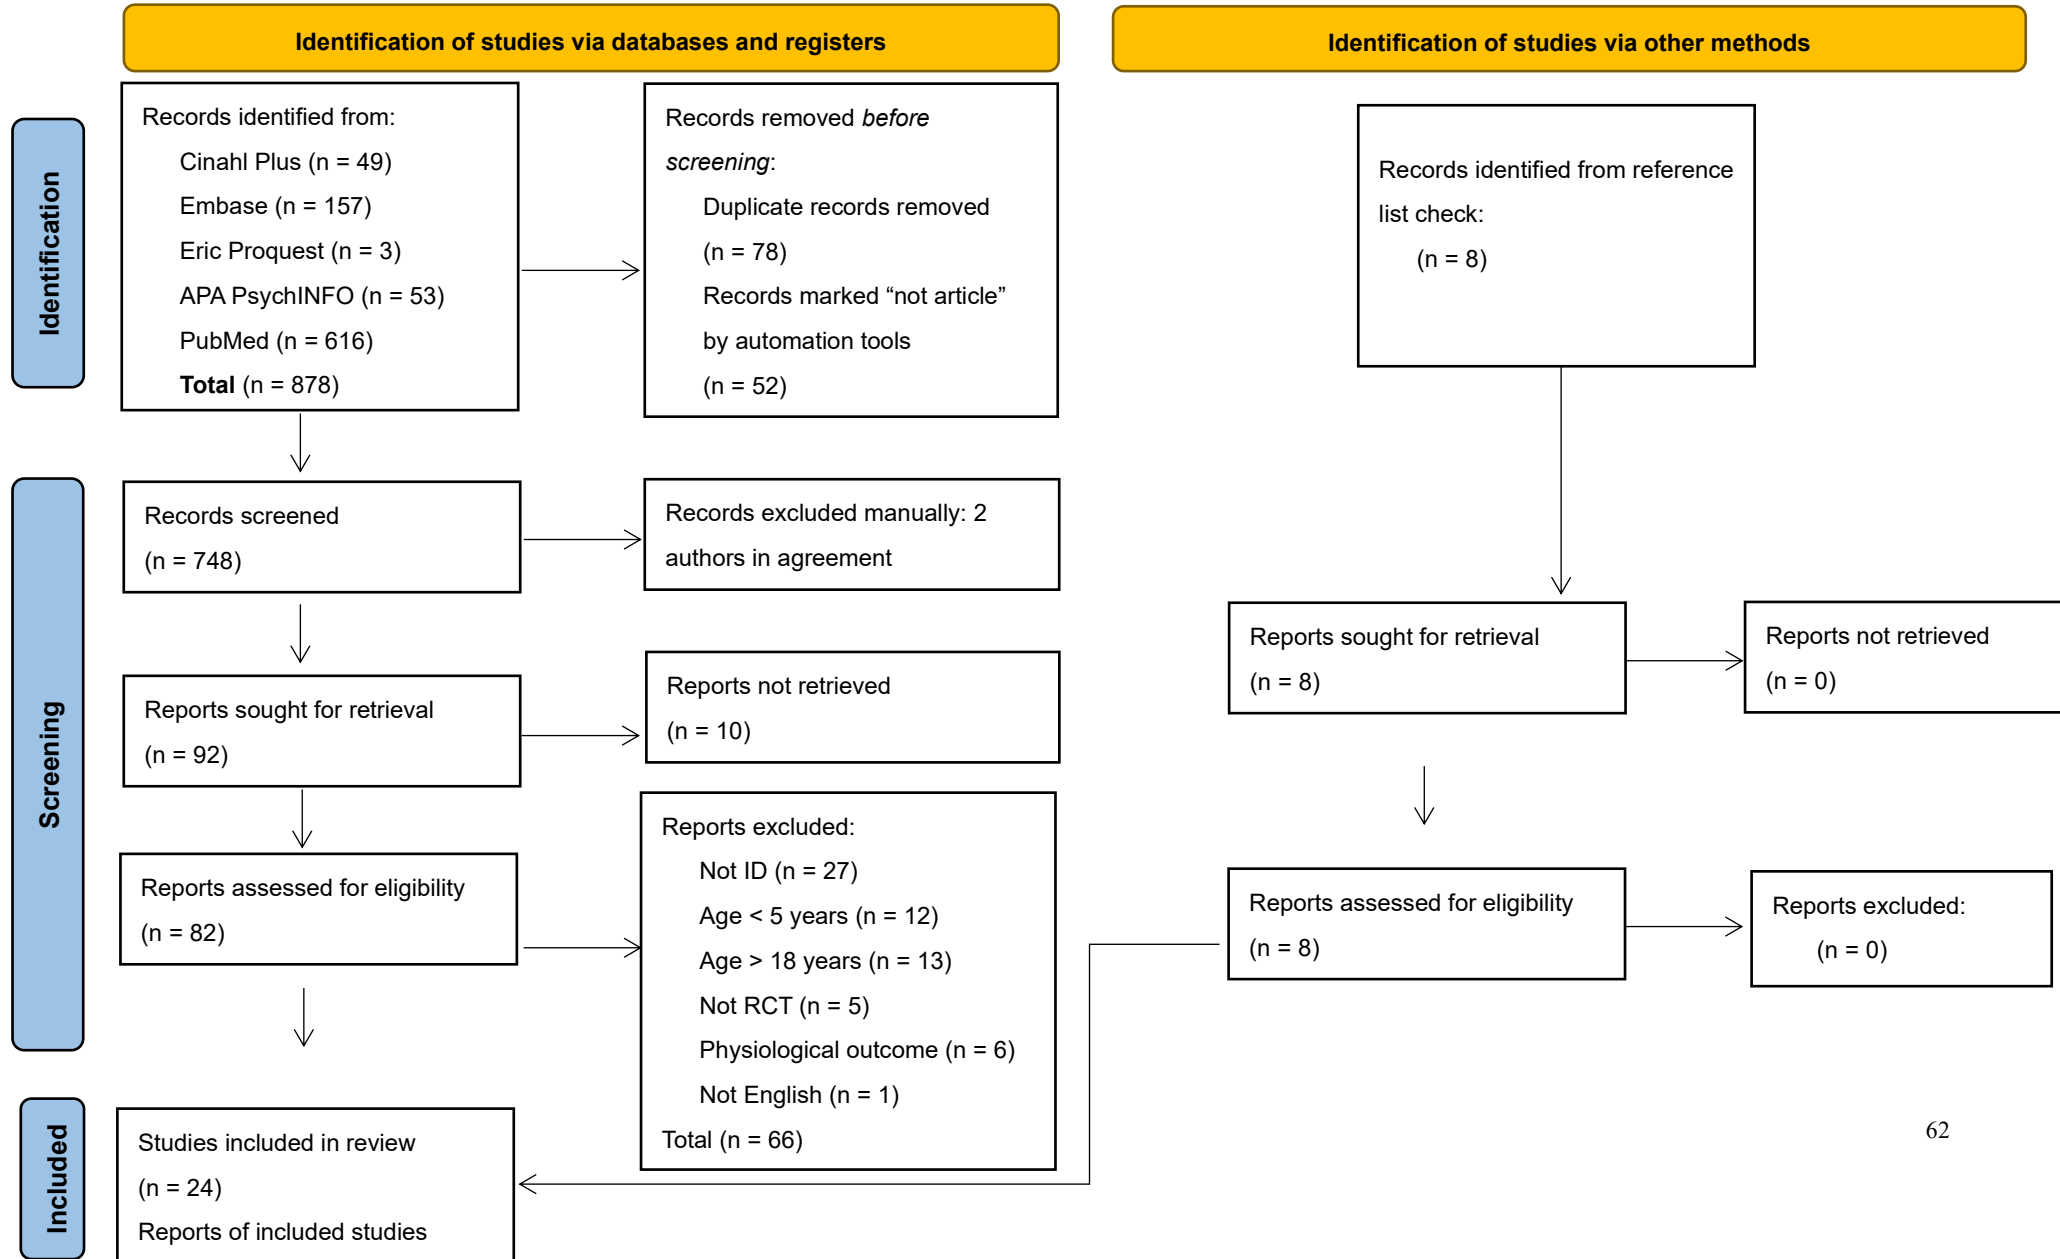 Identification of studies via databases and registers
Identification of studies via other methods
Identification
Records identified from:
Cinahl Plus (n = 49)
Embase (n = 157)
Eric Proquest (n = 3)
APA PsychINFO (n = 53)
PubMed (n = 616)
Total (n = 878)
Records removed before
screening:
Duplicate records removed
(n = 78)
Records marked “not article”
by automation tools
(n = 52)
Records identified from reference
list check:
(n = 8)
Screening
Records screened
(n = 748)
Records excluded manually: 2
authors in agreement
Reports sought for retrieval
(n = 92)
Reports not retrieved
(n = 10)
Reports sought for retrieval
(n = 8)
Reports not retrieved
(n = 0)
Reports assessed for eligibility
(n = 82)
Reports excluded:
Not ID (n = 27)
Age < 5 years (n = 12)
Age > 18 years (n = 13)
Not RCT (n = 5)
Physiological outcome (n = 6)
Not English (n = 1)
Total (n = 66)
Reports assessed for eligibility
(n = 8)
Reports excluded:
(n = 0)
Included
Studies included in review
(n = 24)
Reports of included studies
62